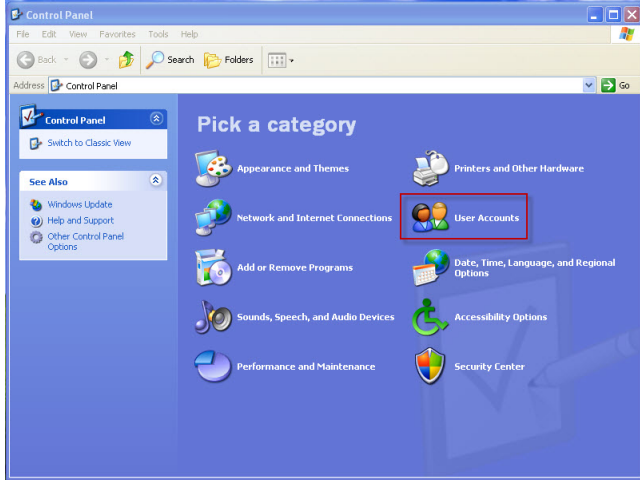 Control Panel
File Edit View Favorites Tools Help
Back Search Folders
Address Control Panel Go
Control Panel
Switch to Classic View
See Also
Windows Update
Help and Support
Other Control Panel
Options
Pick a category
Appearance and Themes
Printers and Other Hardware
Network and Internet Connections
User Accounts
Add or Remove Programs
Date, Time, Language, and Regional
Options
Sounds, Speech, and Audio Devices
Accessibility Options
Performance and Maintenance
Security Center